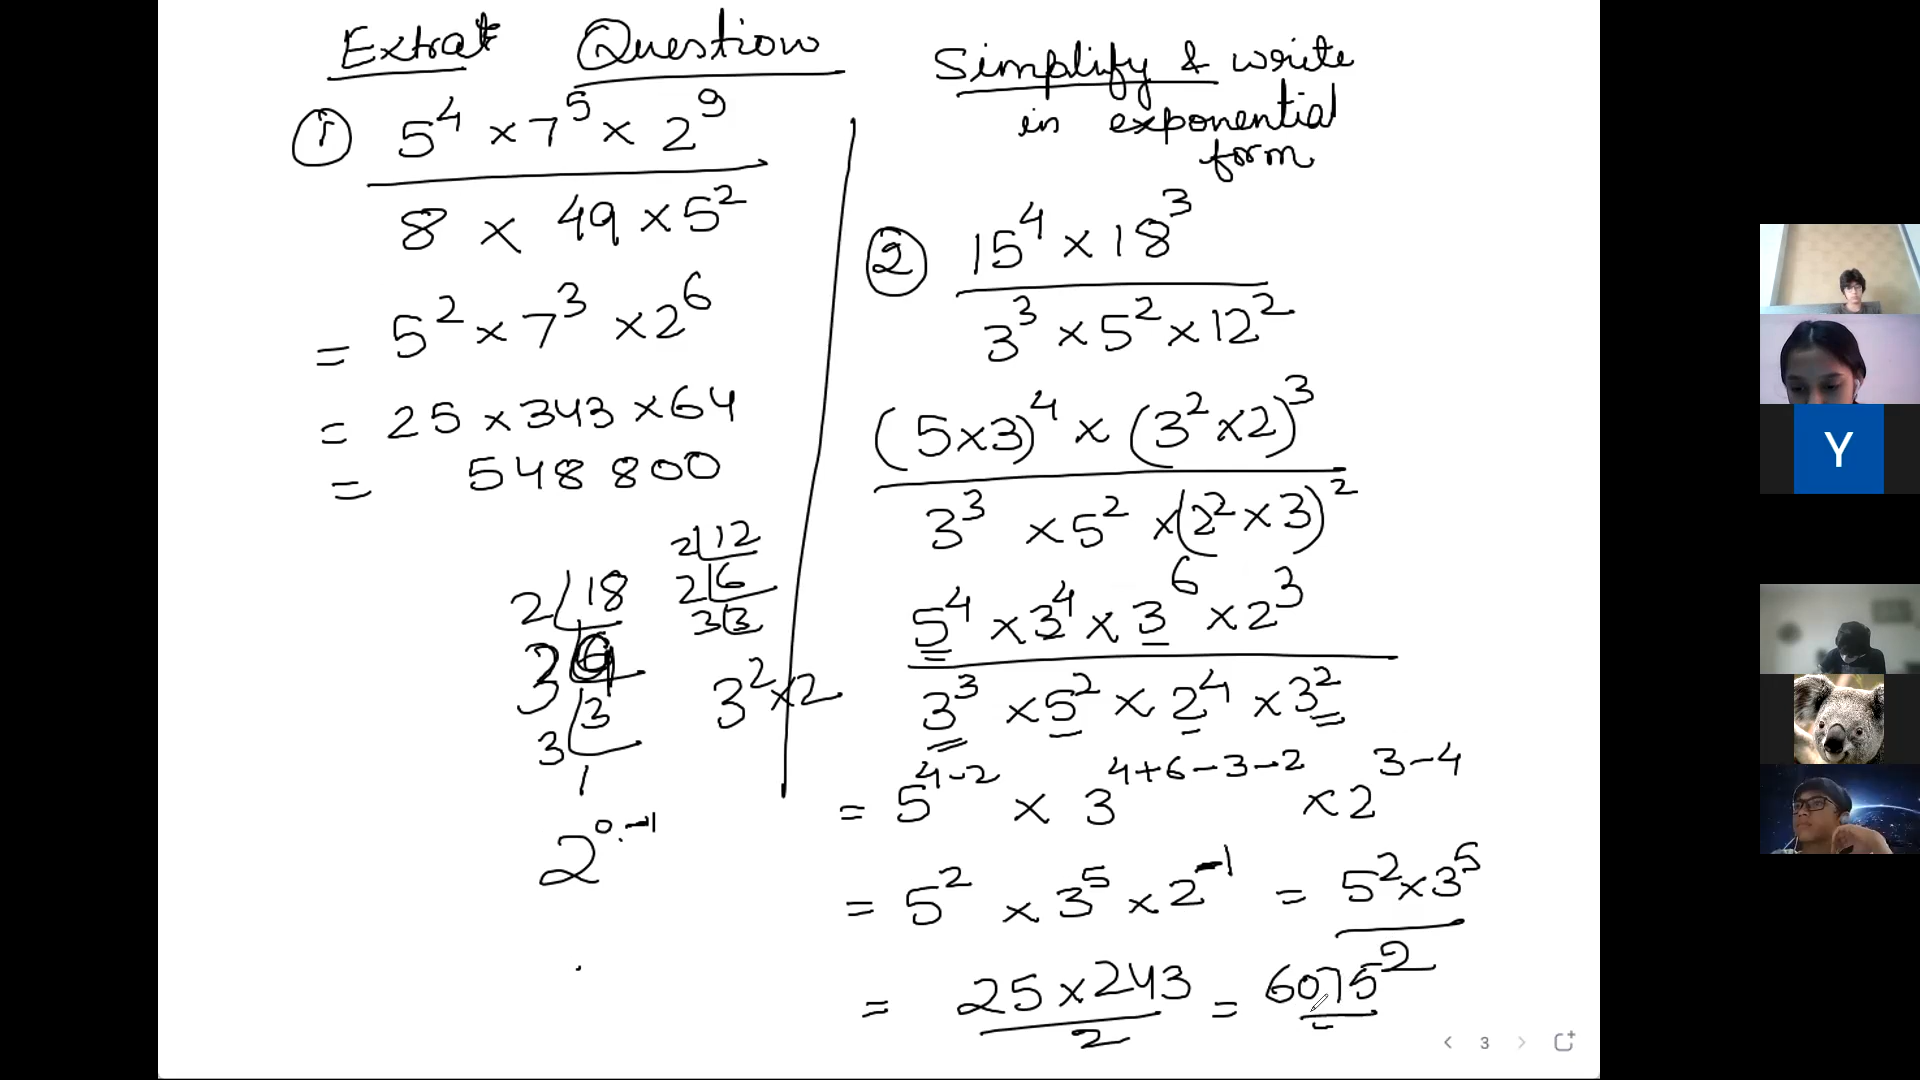 Extra Question
① 5⁴ × 7⁵ × 2⁹
8 × 49 × 5²
= 5² × 7³ × 2⁶
= 25 × 343 × 64
= 548 800
2 18
3 9
3 3
1
2 12
2 6
3 3
3² × 2
2⁰·⁻¹
Simplify & write
in exponential
form
② 15⁴ × 18³
3³ × 5² × 12²
(5×3)⁴ × (3² × 2)³
3³ × 5² × (2² × 3)²
5⁴ × 3⁴ × 3⁶ × 2³
3³ × 5² × 2⁴ × 3²
= 5⁴⁻² × 3⁴⁺⁶⁻³⁻² × 2³⁻⁴
= 5² × 3⁵ × 2⁻¹ = 5² × 3⁵
2
= 25 × 243 = 6075
2
Y
3